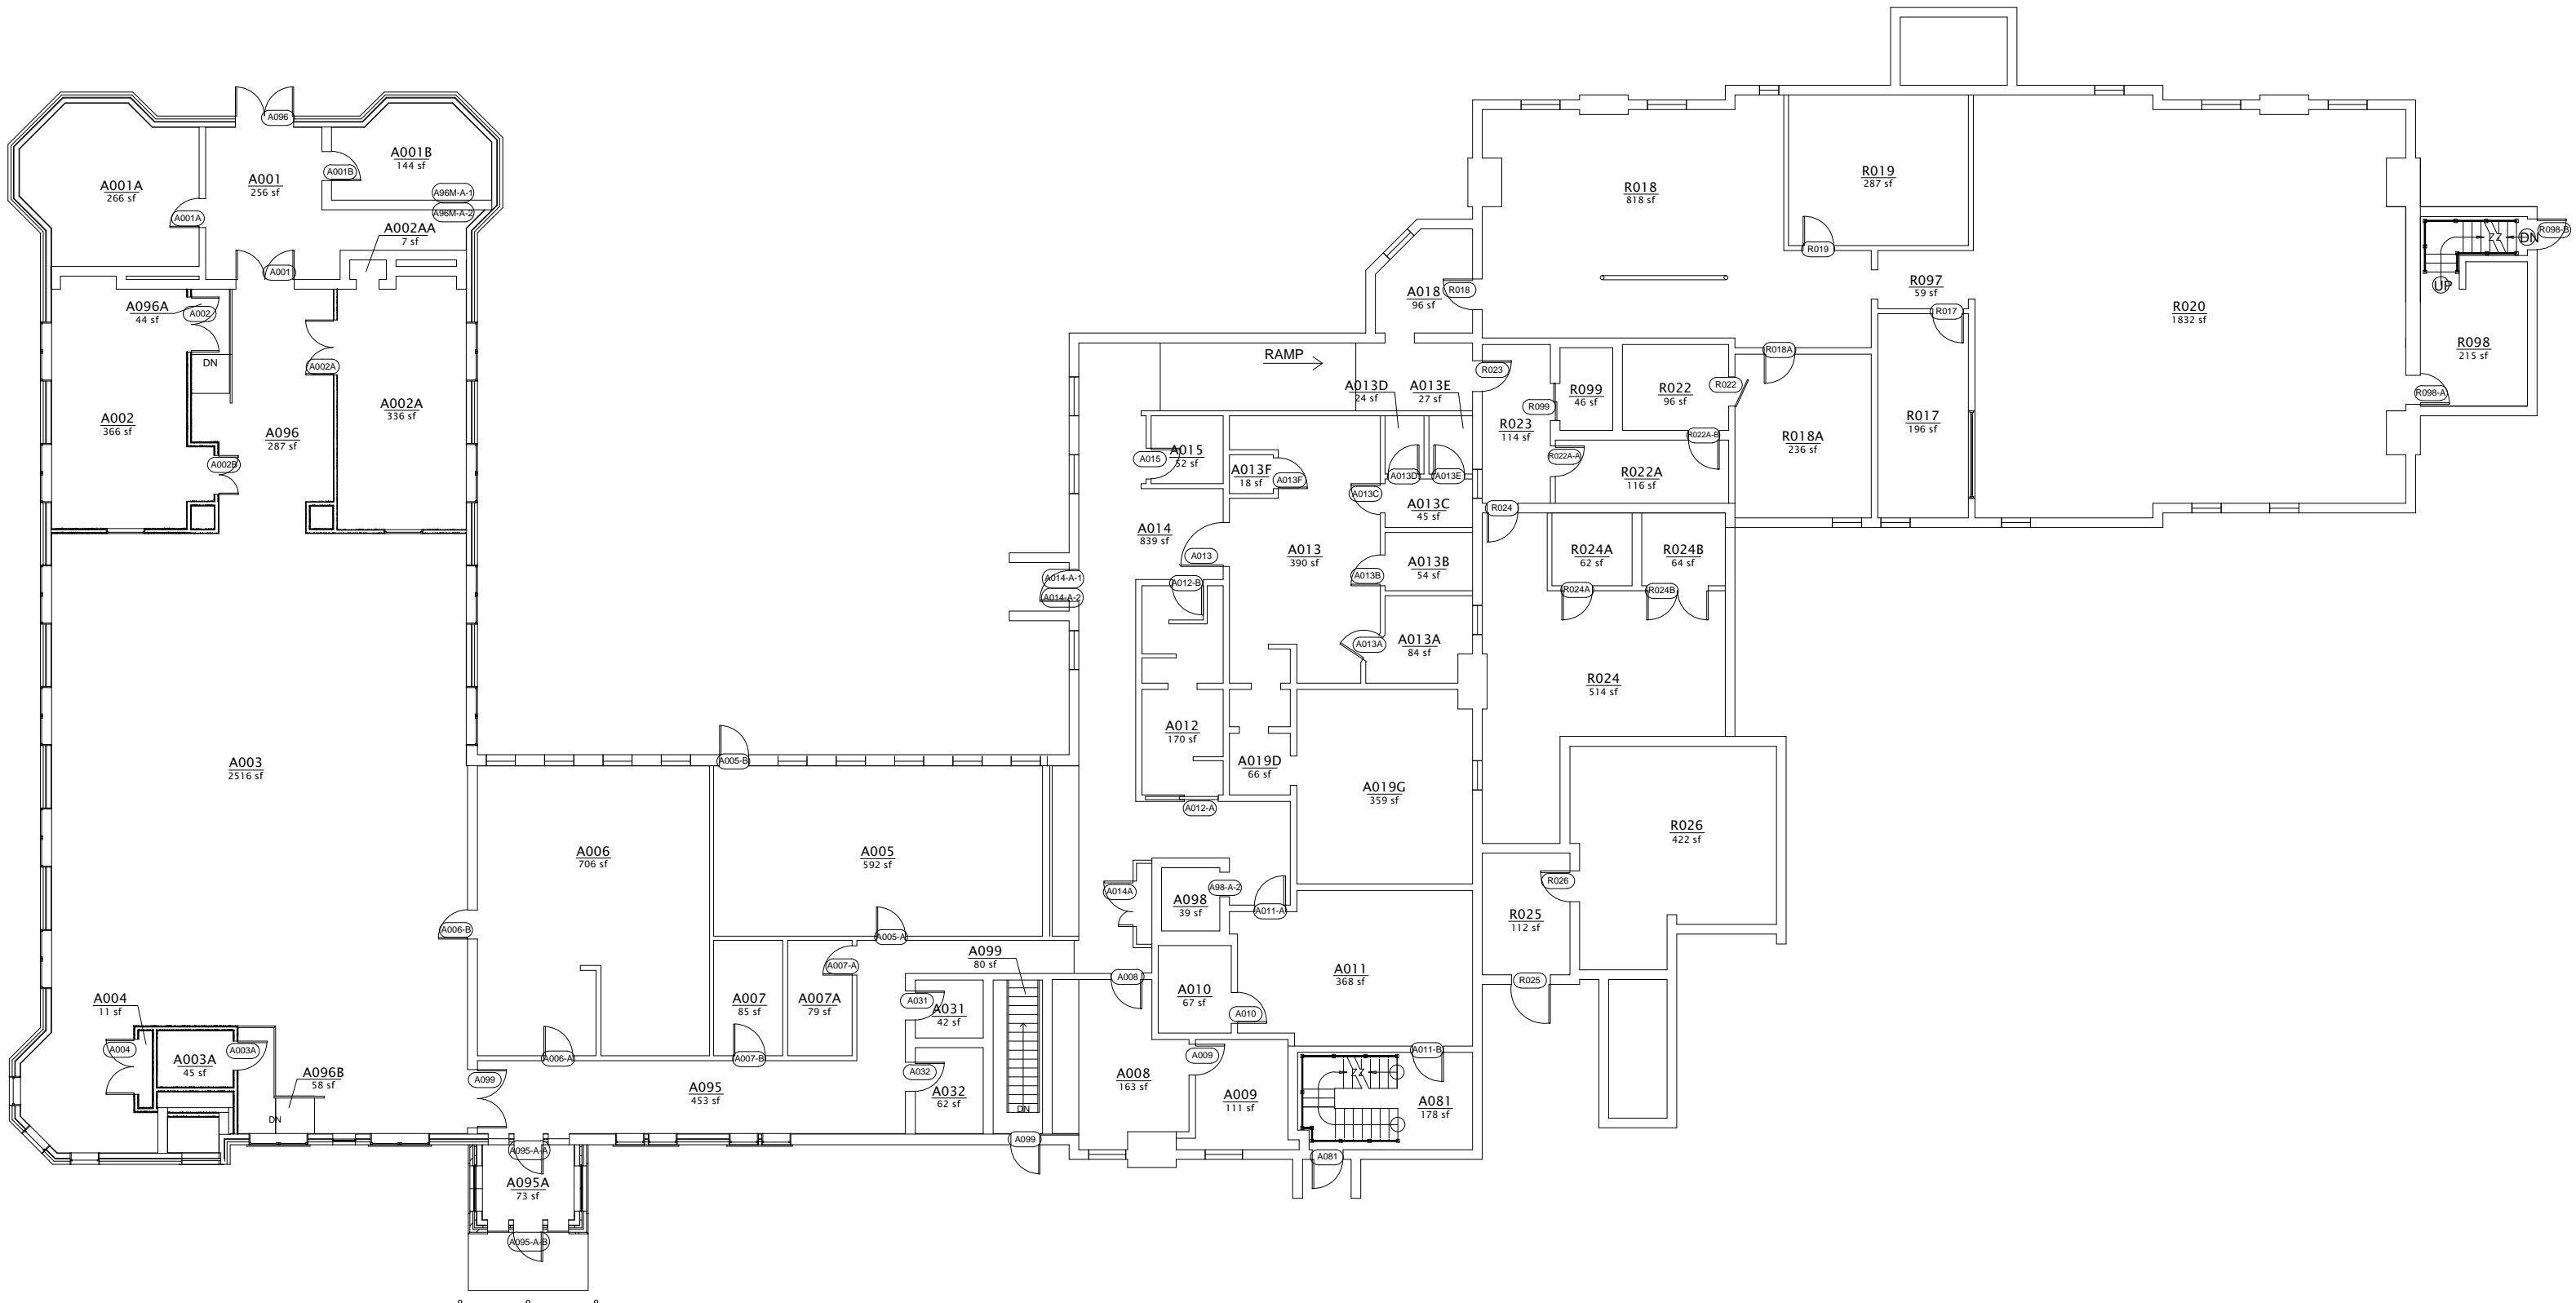 A096
A001B
144 sf
A001A
266 sf
A001
256 sf
A001B
A96M-A-1
A96M-A-2
A001A
A002AA
7 sf
A001
A096A
44 sf
A002
DN
A002A
A002
366 sf
A096
287 sf
A002A
336 sf
A002B
A003
2516 sf
A004
11 sf
A004
A003A
45 sf
A003A
A096B
58 sf
DN
A006-B
A006
706 sf
A005-B
A005
592 sf
A005-A
A007-A
A099
80 sf
A007
85 sf
A007A
79 sf
A031
A031
42 sf
A006-A
A007-B
A099
A095
453 sf
A032
A032
62 sf
DN
A099
A095-A-A
A095A
73 sf
A095-A-B
RAMP
A018
96 sf
R018
A013D
24 sf
A013E
27 sf
A015
A015
52 sf
A013F
18 sf
A013F
A013D
A013E
A013C
A013C
45 sf
A014
839 sf
A013
A013
390 sf
A013B
A013B
54 sf
A014-A-1
A014-A-2
A012-B
A013A
A013A
84 sf
A012
170 sf
A019D
66 sf
A019G
359 sf
A012-A
A014A
A098
39 sf
A98-A-2
A011-A
A008
A010
67 sf
A010
A011
368 sf
A009
A011-B
A008
163 sf
A009
111 sf
A081
178 sf
A081
R018
818 sf
R019
287 sf
R019
R097
59 sf
R017
R020
1832 sf
R098-B
DN
UP
R098
215 sf
R098-A
R023
R018A
R099
46 sf
R022
96 sf
R022
R099
R023
114 sf
R022A-B
R022A-A
R022A
116 sf
R018A
236 sf
R017
196 sf
R024
R024A
62 sf
R024B
64 sf
R024A
R024B
R024
514 sf
R026
422 sf
R026
R025
112 sf
R025